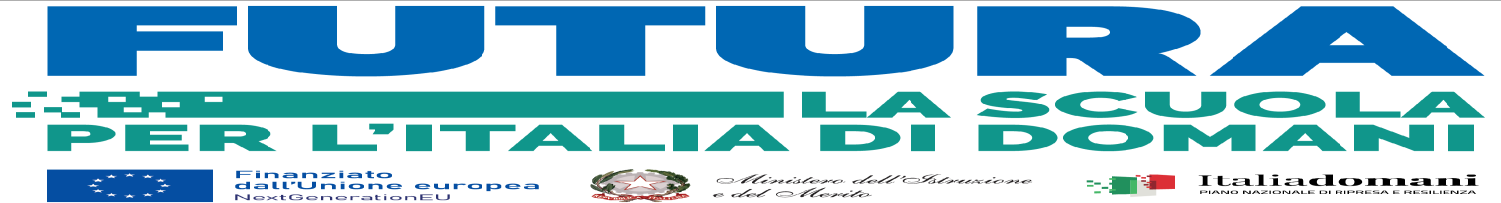 FUTURA
LA SCUOLA
PER L'ITALIA DI DOMANI
Finanziato
dall'Unione europea
NextGenerationEU
Ministero dell'Istruzione
e del Merito
Italiadomani
PIANO NAZIONALE DI RIPRESA E RESILIENZA